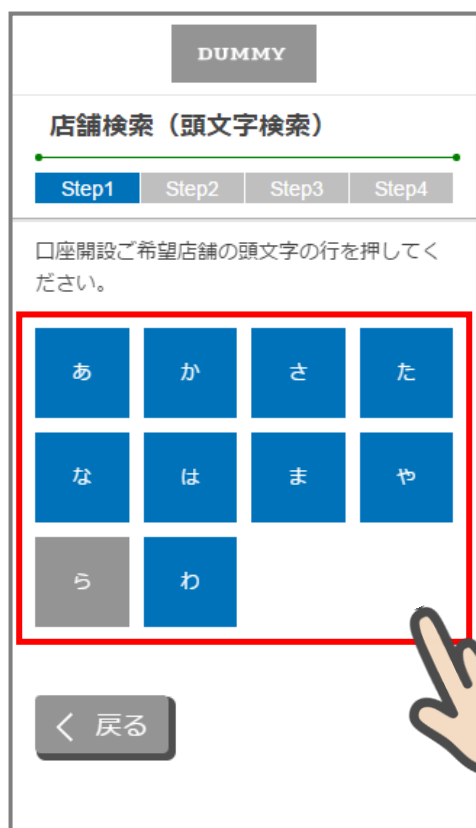 DUMMY
店舗検索（頭文字検索）
Step1 Step2 Step3 Step4
口座開設ご希望店舗の頭文字の行を押してく
ださい。
あ か さ た
な は ま や
ら わ
く 戻る